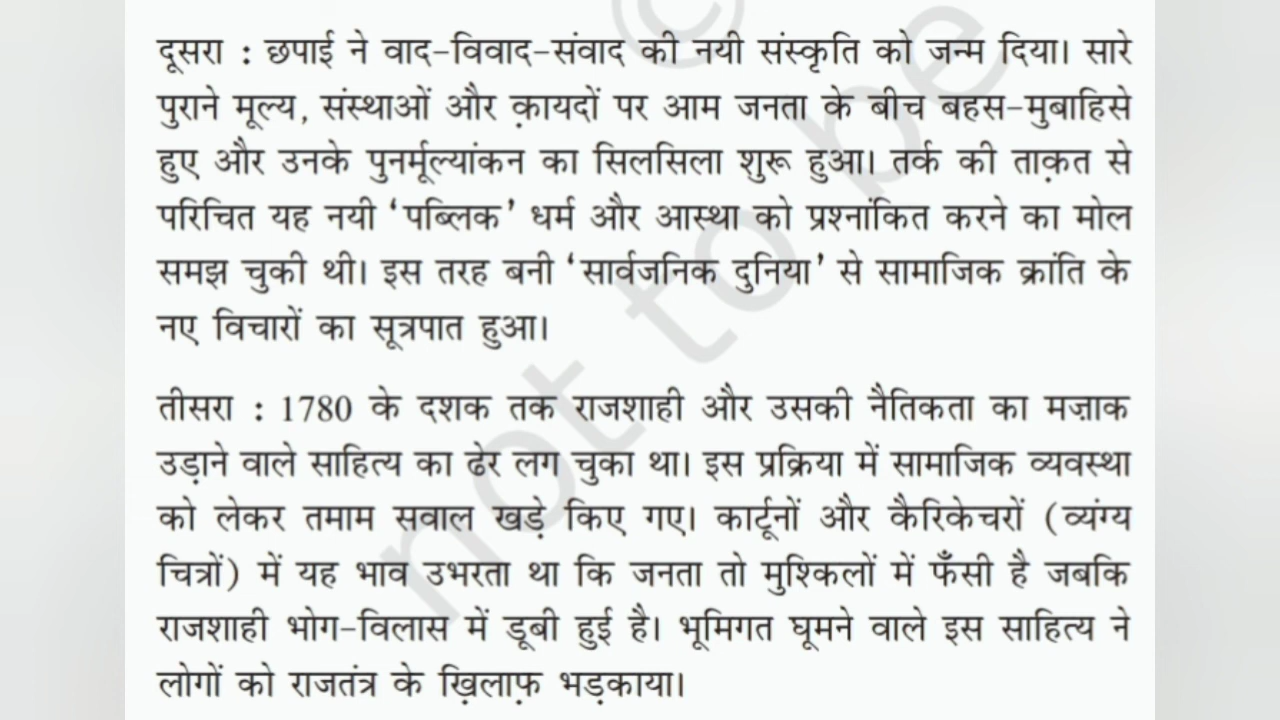 दूसरा : छपाई ने वाद-विवाद-संवाद की नयी संस्कृति को जन्म दिया। सारे
पुराने मूल्य, संस्थाओं और क़ायदों पर आम जनता के बीच बहस-मुबाहिसे
हुए और उनके पुनर्मूल्यांकन का सिलसिला शुरू हुआ। तर्क की ताक़त से
परिचित यह नयी ‘पब्लिक’ धर्म और आस्था को प्रश्नांकित करने का मोल
समझ चुकी थी। इस तरह बनी ‘सार्वजनिक दुनिया’ से सामाजिक क्रांति के
नए विचारों का सूत्रपात हुआ।
तीसरा : 1780 के दशक तक राजशाही और उसकी नैतिकता का मज़ाक
उड़ाने वाले साहित्य का ढेर लग चुका था। इस प्रक्रिया में सामाजिक व्यवस्था
को लेकर तमाम सवाल खड़े किए गए। कार्टूनों और कैरिकेचरों (व्यंग्य
चित्रों) में यह भाव उभरता था कि जनता तो मुश्किलों में फँसी है जबकि
राजशाही भोग-विलास में डूबी हुई है। भूमिगत घूमने वाले इस साहित्य ने
लोगों को राजतंत्र के ख़िलाफ़ भड़काया।
© not to be